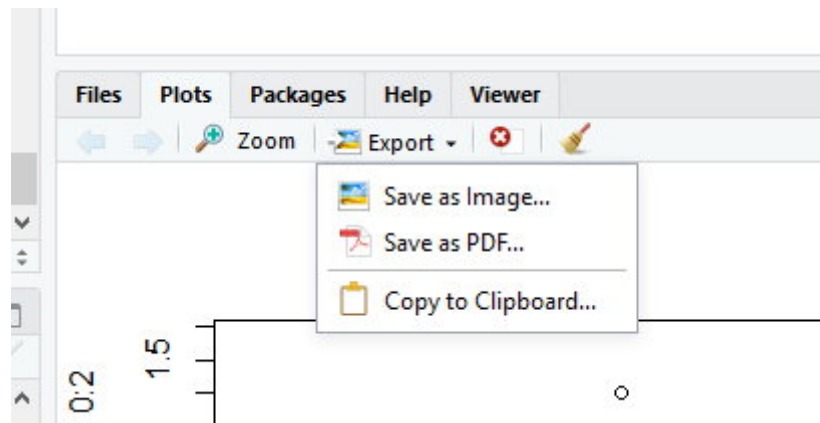 Files Plots Packages Help Viewer
Zoom Export
Save as Image...
Save as PDF...
Copy to Clipboard...
1.5
0:2